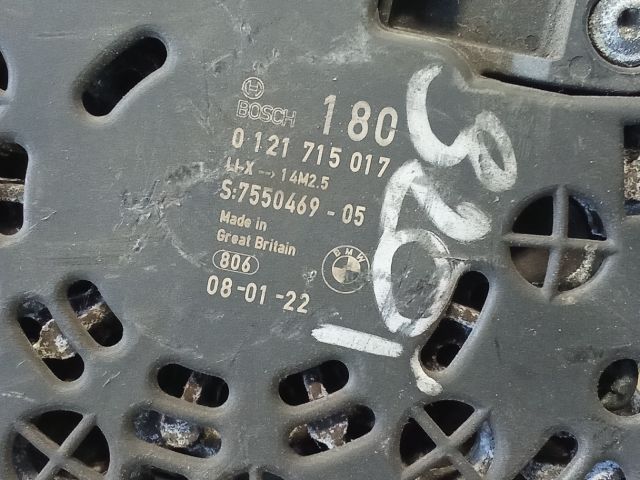 BOSCH 180
0 121 715 017
LI-X → 14M2.5
S:7550469 - 05
Made in
Great Britain
806
08-01-22
BMW
320i